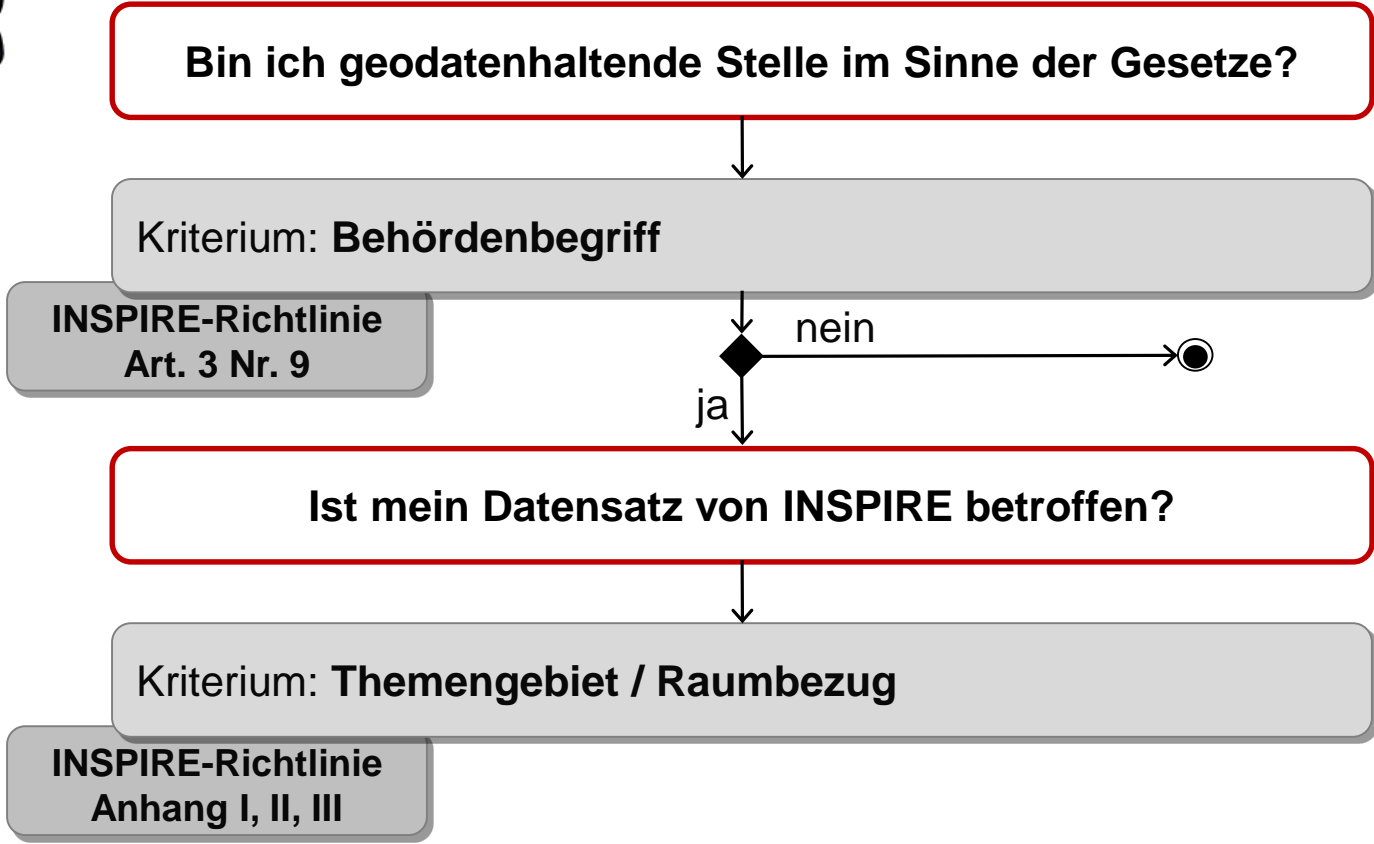 Bin ich geodatenhaltende Stelle im Sinne der Gesetze?
Kriterium: Behördenbegriff
INSPIRE-Richtlinie
Art. 3 Nr. 9
nein
ja
Ist mein Datensatz von INSPIRE betroffen?
Kriterium: Themengebiet / Raumbezug
INSPIRE-Richtlinie
Anhang I, II, III